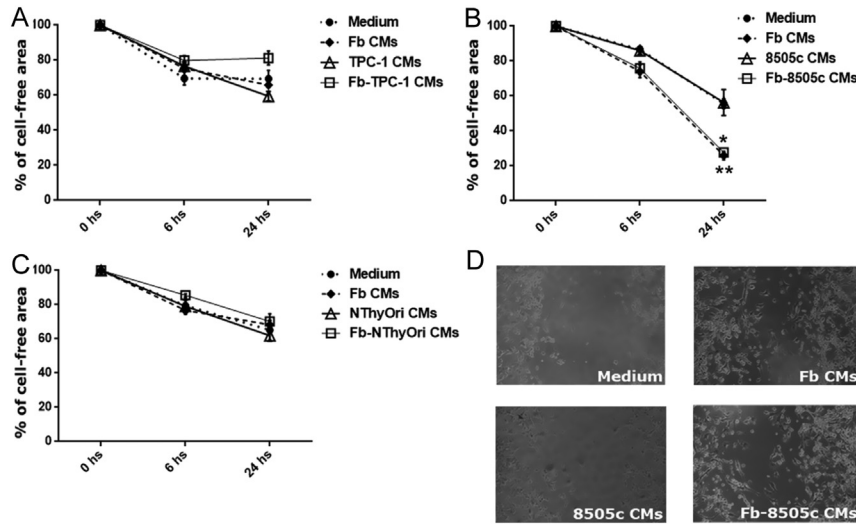 A
% of cell-free area
100
80
60
40
20
0
0 hs
6 hs
24 hs
Medium
Fb CMs
TPC-1 CMs
Fb-TPC-1 CMs
B
% of cell-free area
100
80
60
40
20
0
0 hs
6 hs
24 hs
*
**
Medium
Fb CMs
8505c CMs
Fb-8505c CMs
C
% of cell-free area
100
80
60
40
20
0
0 hs
6 hs
24 hs
Medium
Fb CMs
NThyOri CMs
Fb-NThyOri CMs
D
Medium
Fb CMs
8505c CMs
Fb-8505c CMs